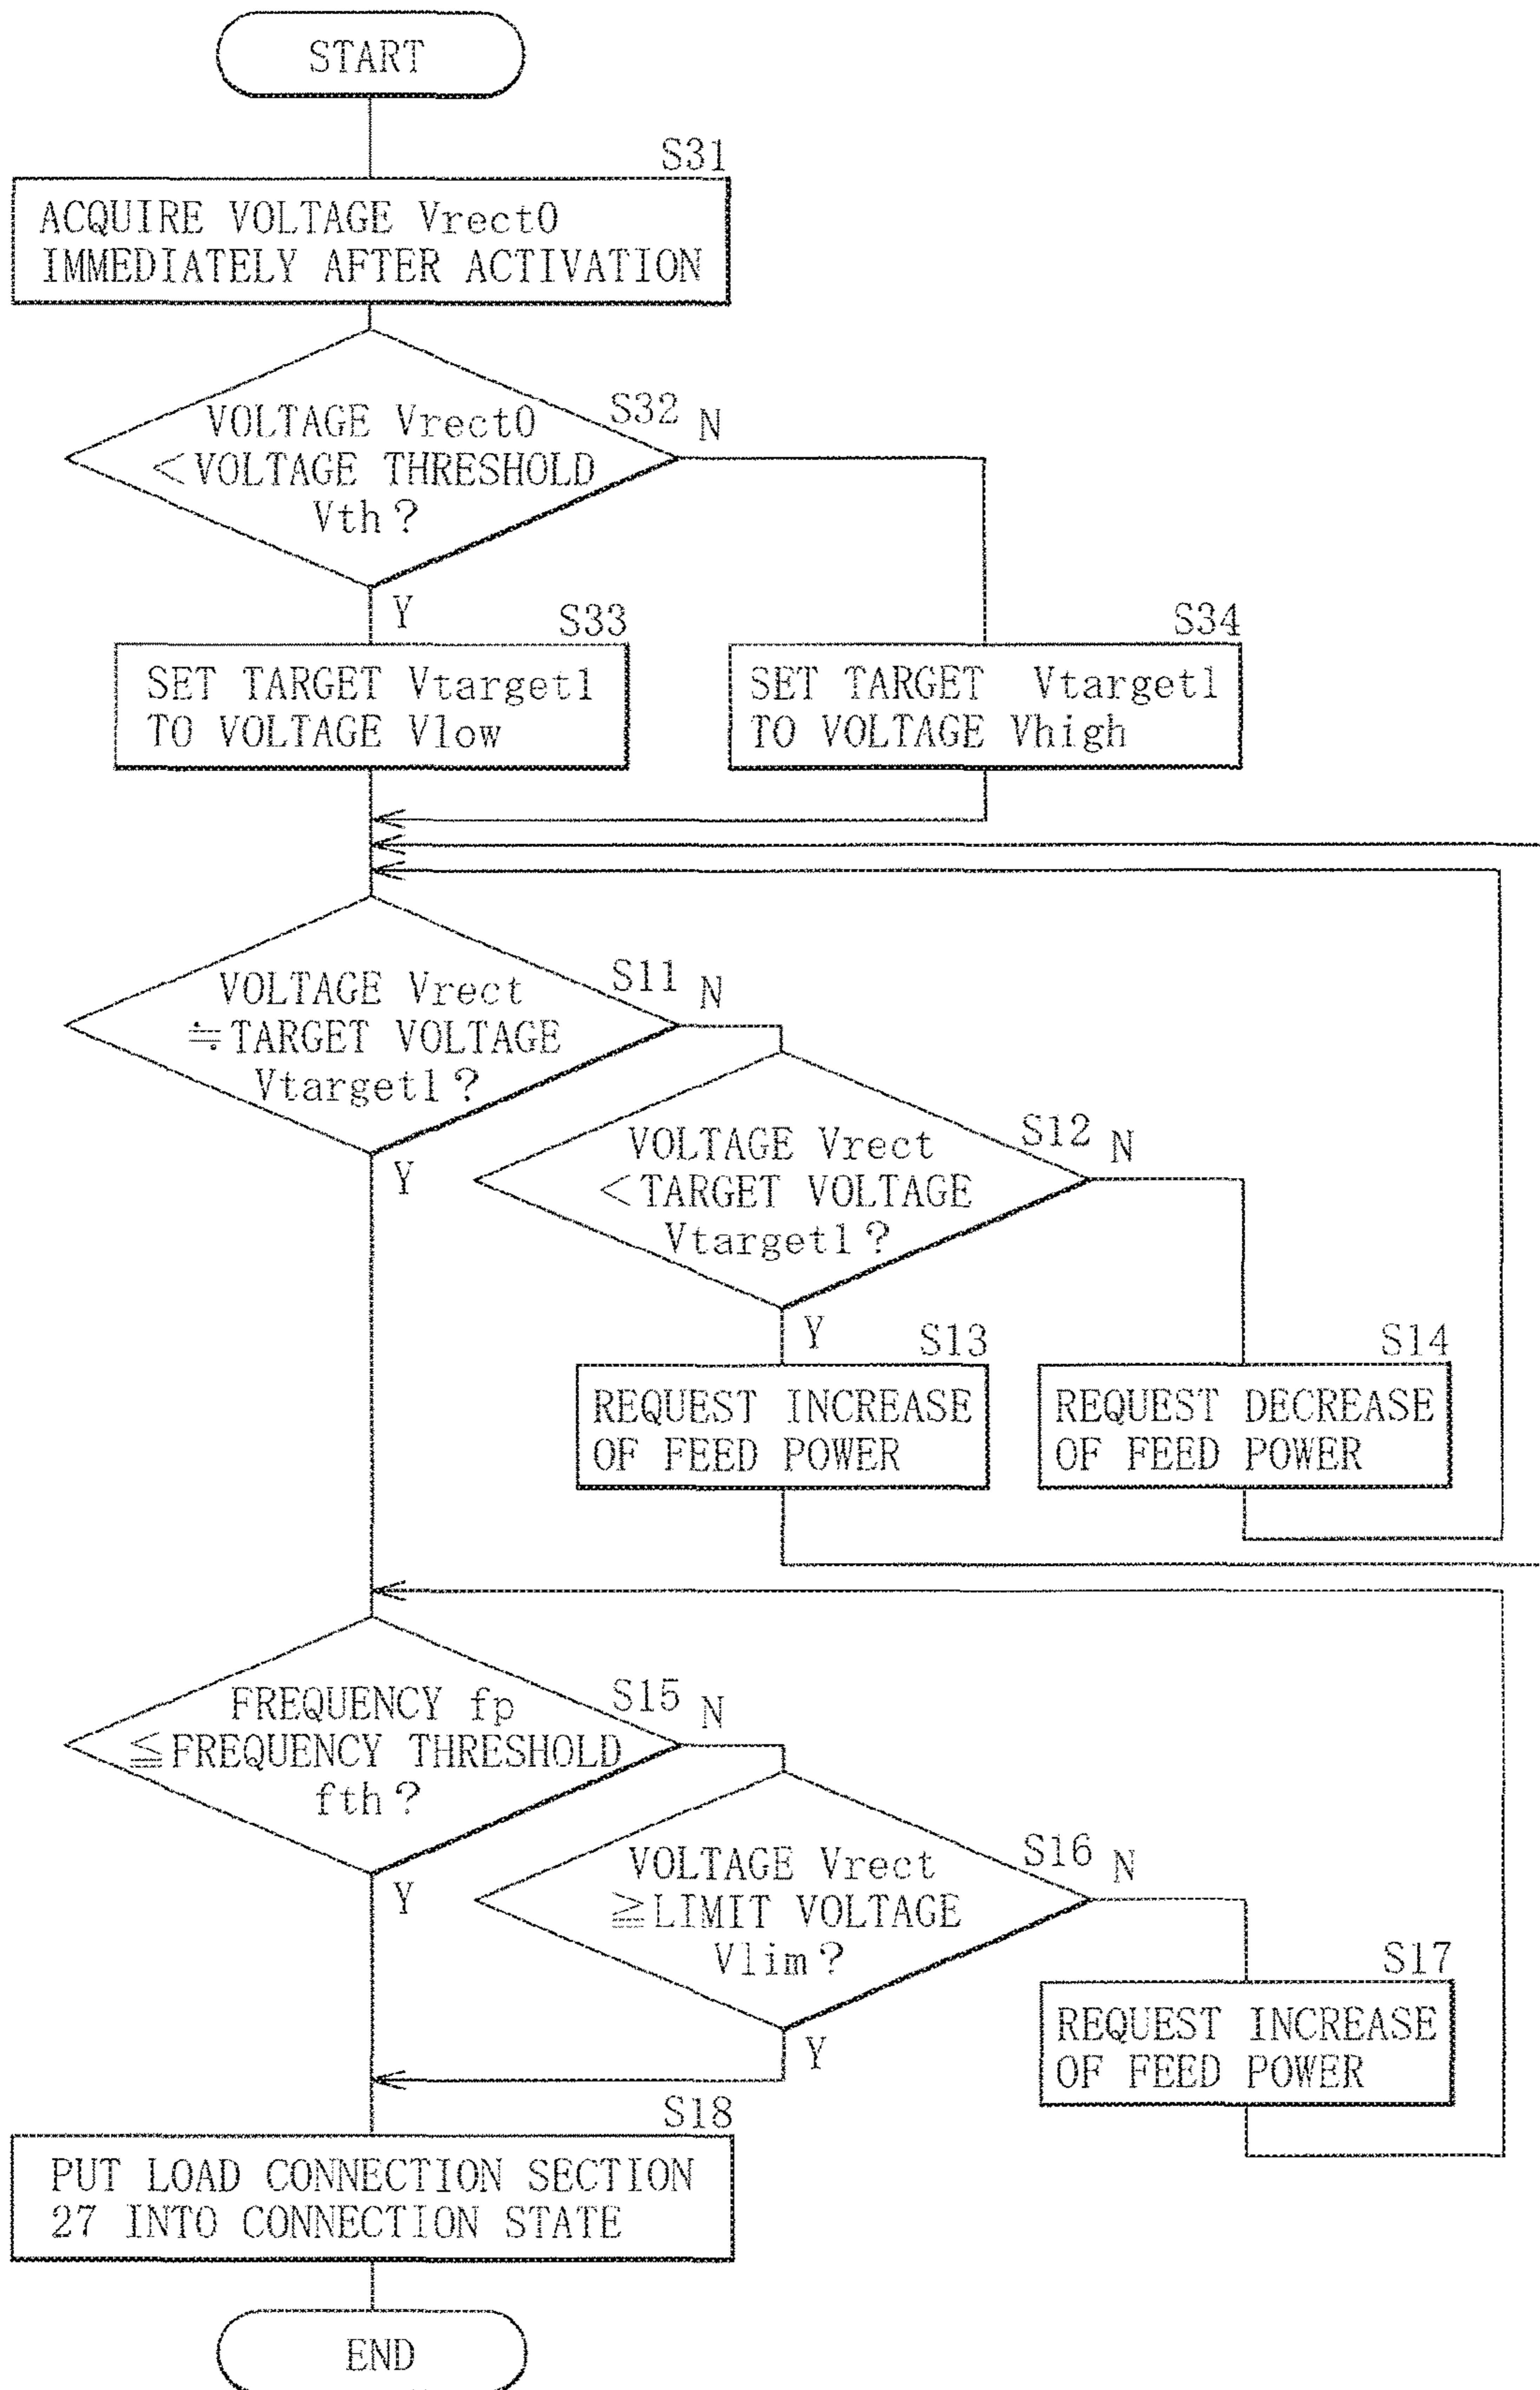 START
S31
ACQUIRE VOLTAGE Vrect0
IMMEDIATELY AFTER ACTIVATION
S32
N
VOLTAGE Vrect0
<VOLTAGE THRESHOLD
Vth?
Y
S33
SET TARGET Vtarget1
TO VOLTAGE Vlow
S34
SET TARGET Vtarget1
TO VOLTAGE Vhigh
S11
N
VOLTAGE Vrect
≒TARGET VOLTAGE
Vtarget1?
Y
S12
N
VOLTAGE Vrect
<TARGET VOLTAGE
Vtarget1?
Y
S13
REQUEST INCREASE
OF FEED POWER
S14
REQUEST DECREASE
OF FEED POWER
S15
N
FREQUENCY fp
≦FREQUENCY THRESHOLD
fth?
Y
S16
N
VOLTAGE Vrect
≧LIMIT VOLTAGE
Vlim?
Y
S17
REQUEST INCREASE
OF FEED POWER
S18
PUT LOAD CONNECTION SECTION
27 INTO CONNECTION STATE
END